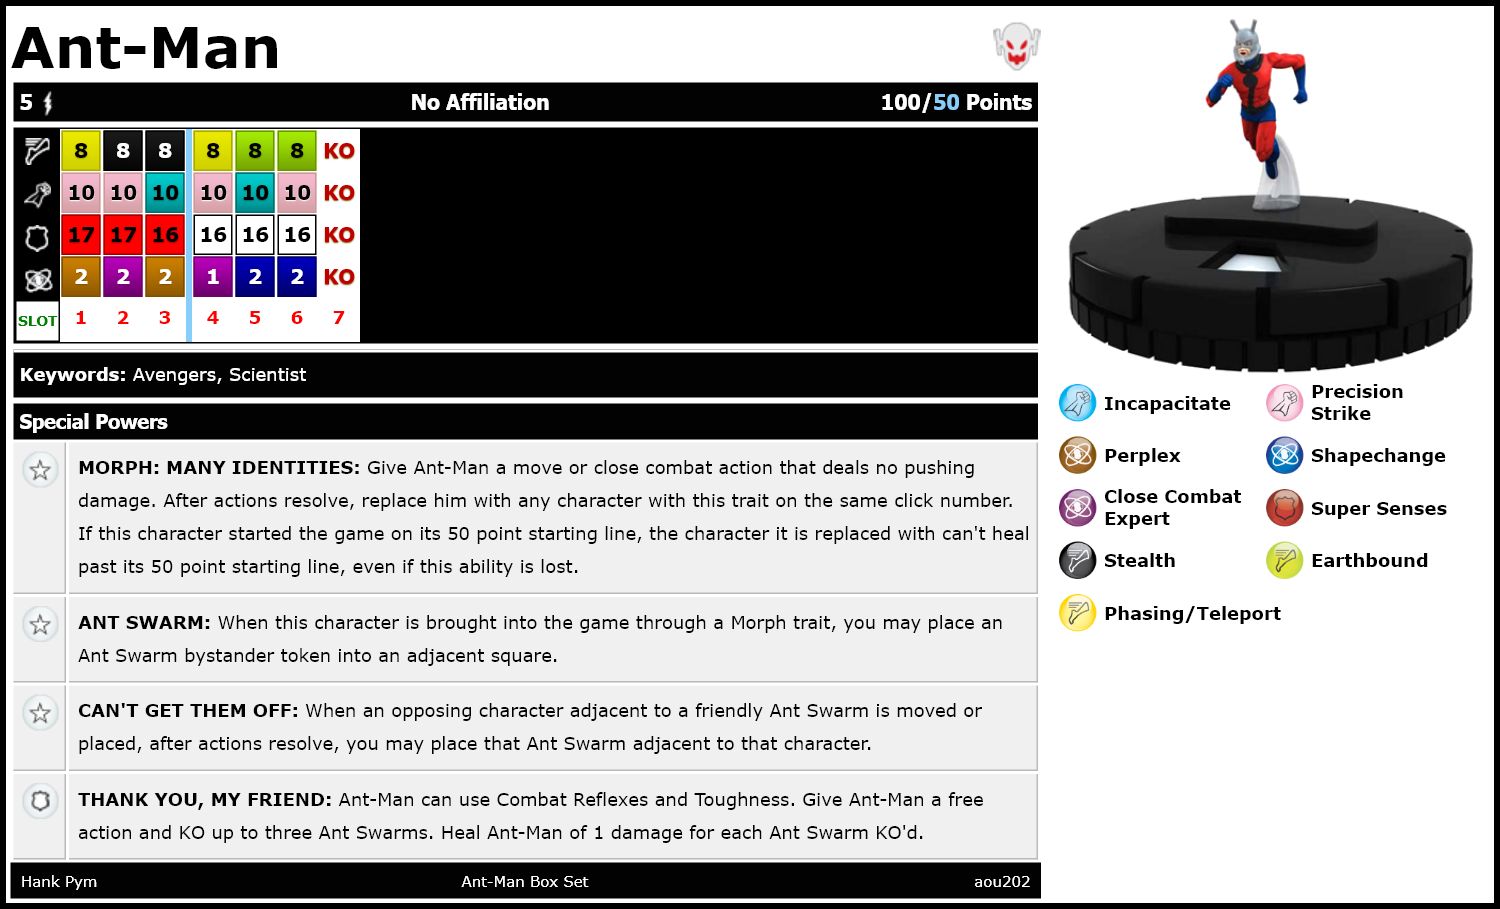 Ant-Man
5 No Affiliation 100/50 Points
8 8 8 8 8 8 KO
10 10 10 10 10 10 KO
17 17 16 16 16 16 KO
2 2 2 1 2 2 KO
SLOT 1 2 3 4 5 6 7
Keywords: Avengers, Scientist
Special Powers
MORPH: MANY IDENTITIES: Give Ant-Man a move or close combat action that deals no pushing
damage. After actions resolve, replace him with any character with this trait on the same click number.
If this character started the game on its 50 point starting line, the character it is replaced with can't heal
past its 50 point starting line, even if this ability is lost.
ANT SWARM: When this character is brought into the game through a Morph trait, you may place an
Ant Swarm bystander token into an adjacent square.
CAN'T GET THEM OFF: When an opposing character adjacent to a friendly Ant Swarm is moved or
placed, after actions resolve, you may place that Ant Swarm adjacent to that character.
THANK YOU, MY FRIEND: Ant-Man can use Combat Reflexes and Toughness. Give Ant-Man a free
action and KO up to three Ant Swarms. Heal Ant-Man of 1 damage for each Ant Swarm KO'd.
Hank Pym Ant-Man Box Set aou202
Incapacitate
Precision
Strike
Perplex
Shapechange
Close Combat
Expert
Super Senses
Stealth
Earthbound
Phasing/Teleport